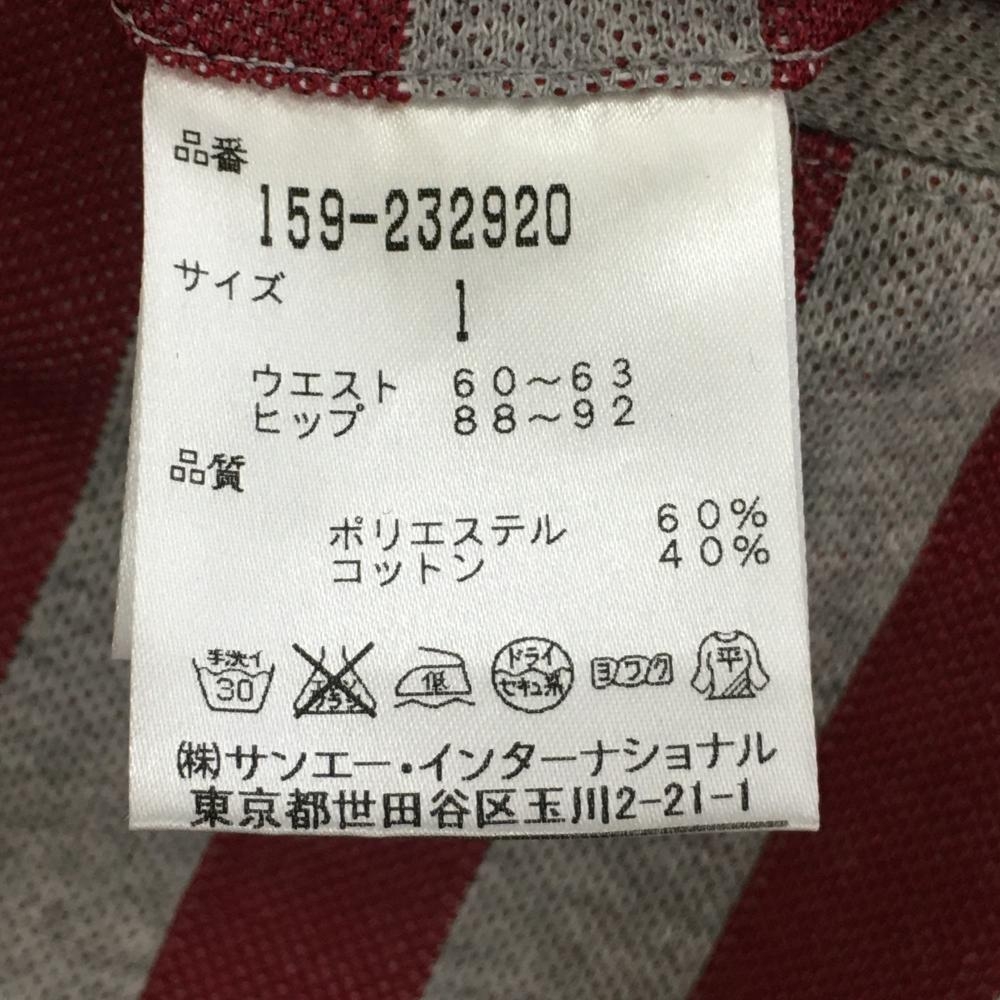 品番
159-232920
サイズ
1
ウエスト 60~63
ヒップ 88~92
品質
ポリエステル 60%
コットン 40%
手洗イ 30 低 ドライ セキユ系 ヨワク 平
(株)サンエー・インターナショナル
東京都世田谷区玉川2-21-1